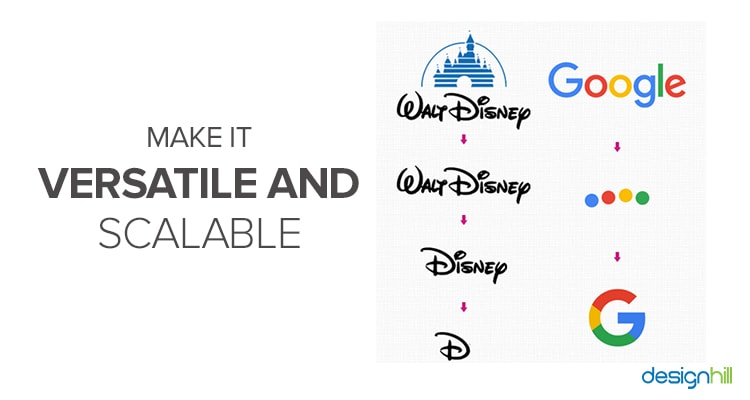 MAKE IT
VERSATILE AND
SCALABLE
WALT DISNEY
WALT DISNEY
DISNEY
D
Google
G
designhill